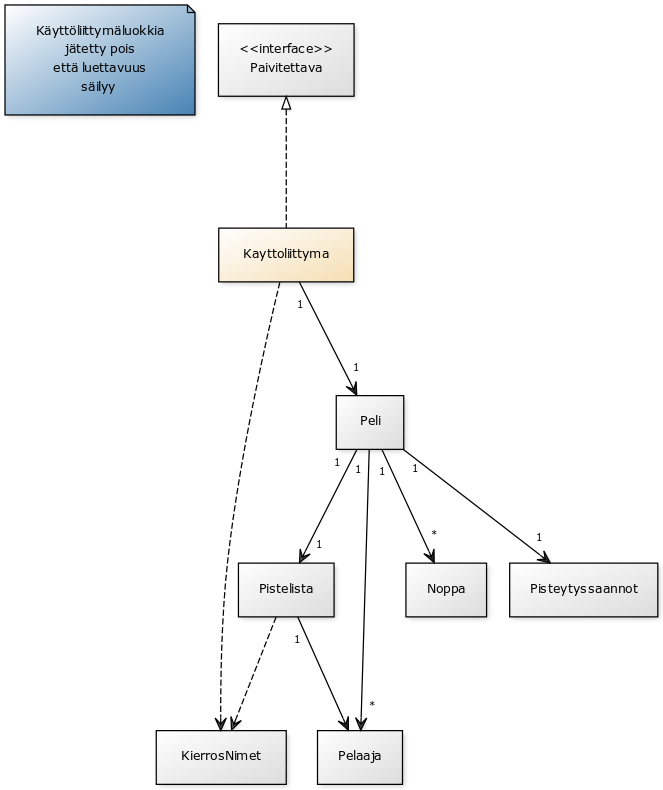 Käyttöliittymäluokkia
jätetty pois
että luettavuus
säilyy
<<interface>>
Paivitettava
Kayttoliittyma
1
1
Peli
1
1
1
1
1
*
1
Pistelista
Noppa
Pisteytyssaannot
1
*
KierrosNimet
Pelaaja